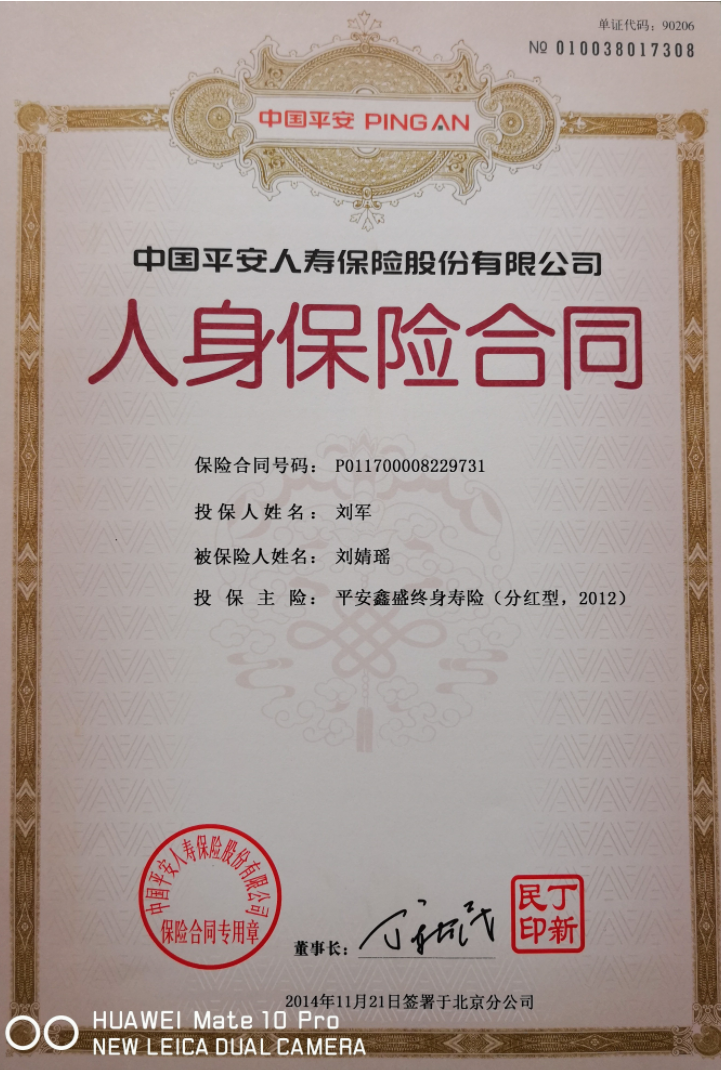 单证代码：90206
№ 010038017308
中国平安 PINGAN
中国平安人寿保险股份有限公司
人身保险合同
保险合同号码： P011700008229731
投保人姓名： 刘军
被保险人姓名： 刘婧瑶
投保主险： 平安鑫盛终身寿险（分红型，2012）
中国平安人寿保险股份有限公司
保险合同专用章
董事长：
丁新民印
2014年11月21日签署于北京分公司
HUAWEI Mate 10 Pro
NEW LEICA DUAL CAMERA